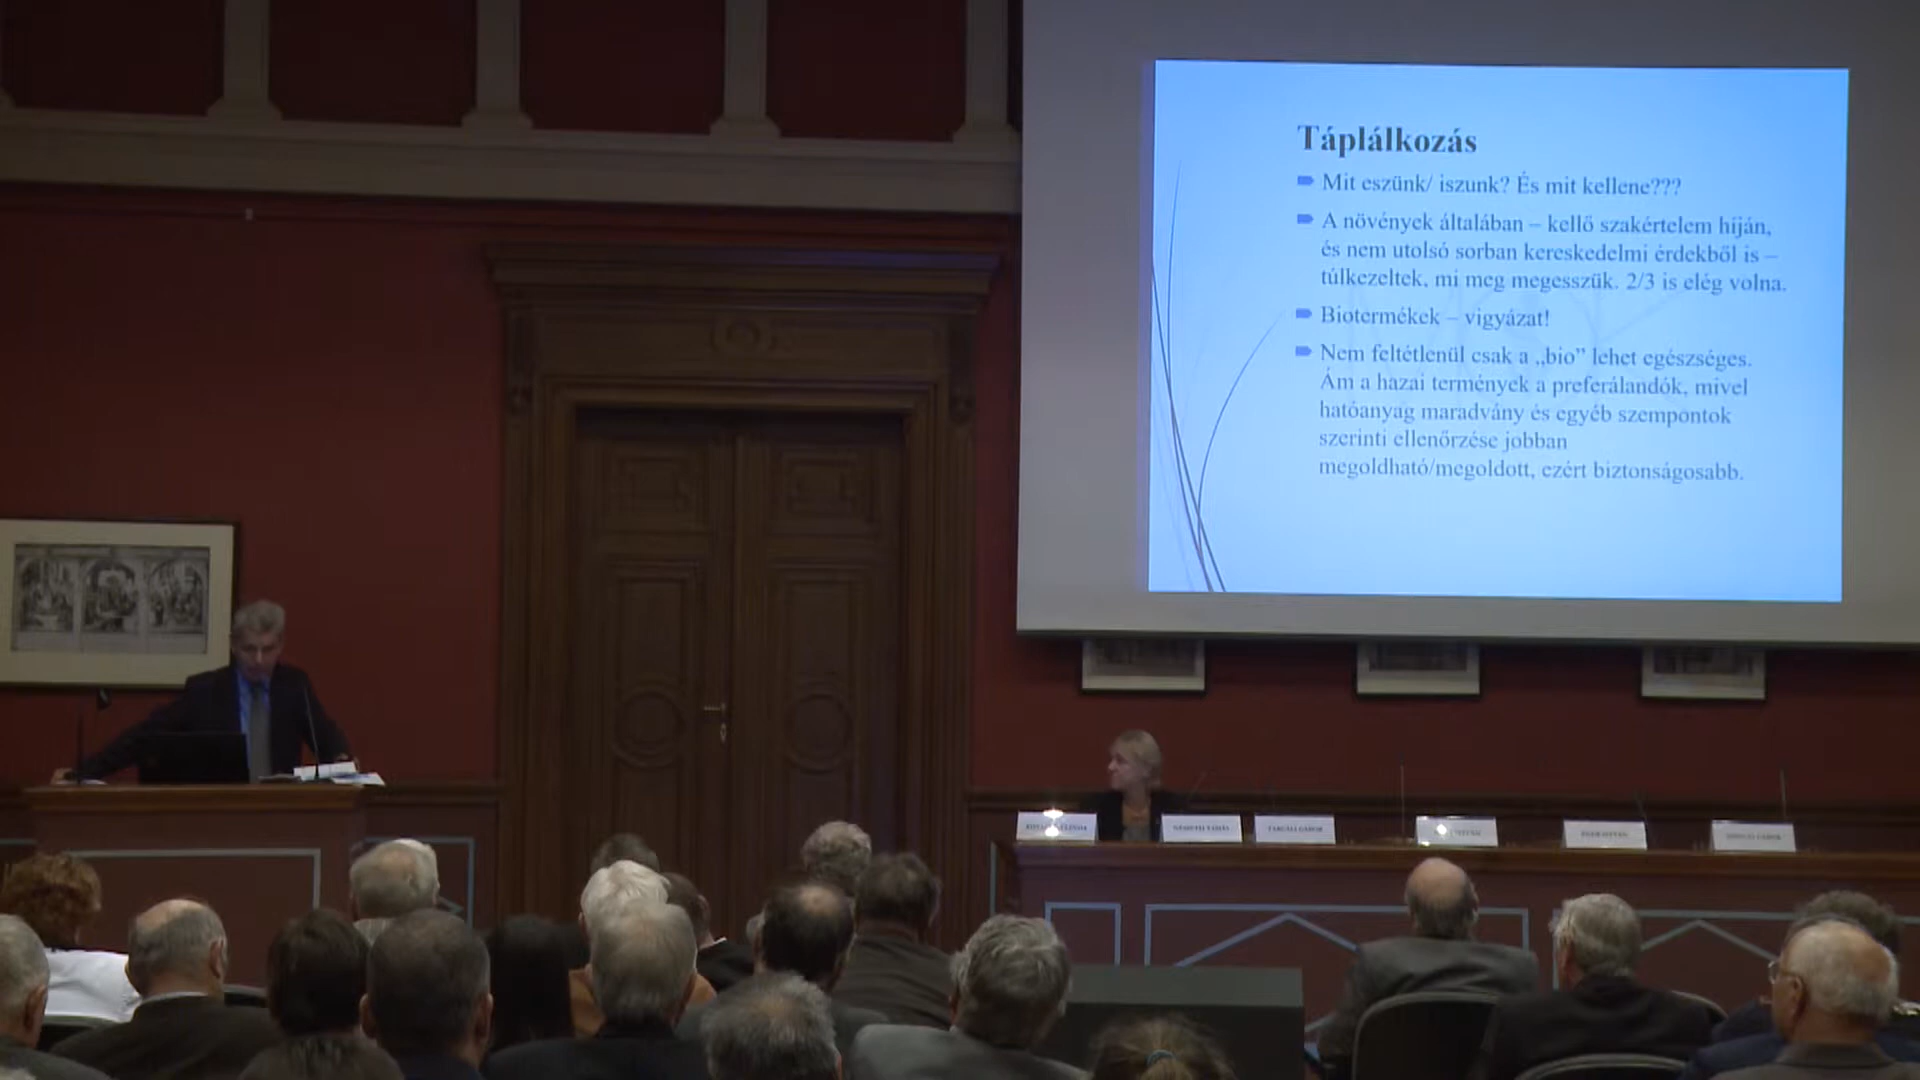 Táplálkozás
Mit eszünk/ iszunk? És mit kellene???
A növények általában – kellő szakértelem híján,
és nem utolsó sorban kereskedelmi érdekből is –
túlkezeltek, mi meg megesszük. 2/3 is elég volna.
Biotermékek – vigyázat!
Nem feltétlenül csak a „bio” lehet egészséges.
Ám a hazai termények a preferálandók, mivel
hatóanyag maradvány és egyéb szempontok
szerinti ellenőrzése jobban
megoldható/megoldott, ezért biztonságosabb.
NÉMETH TAMÁS